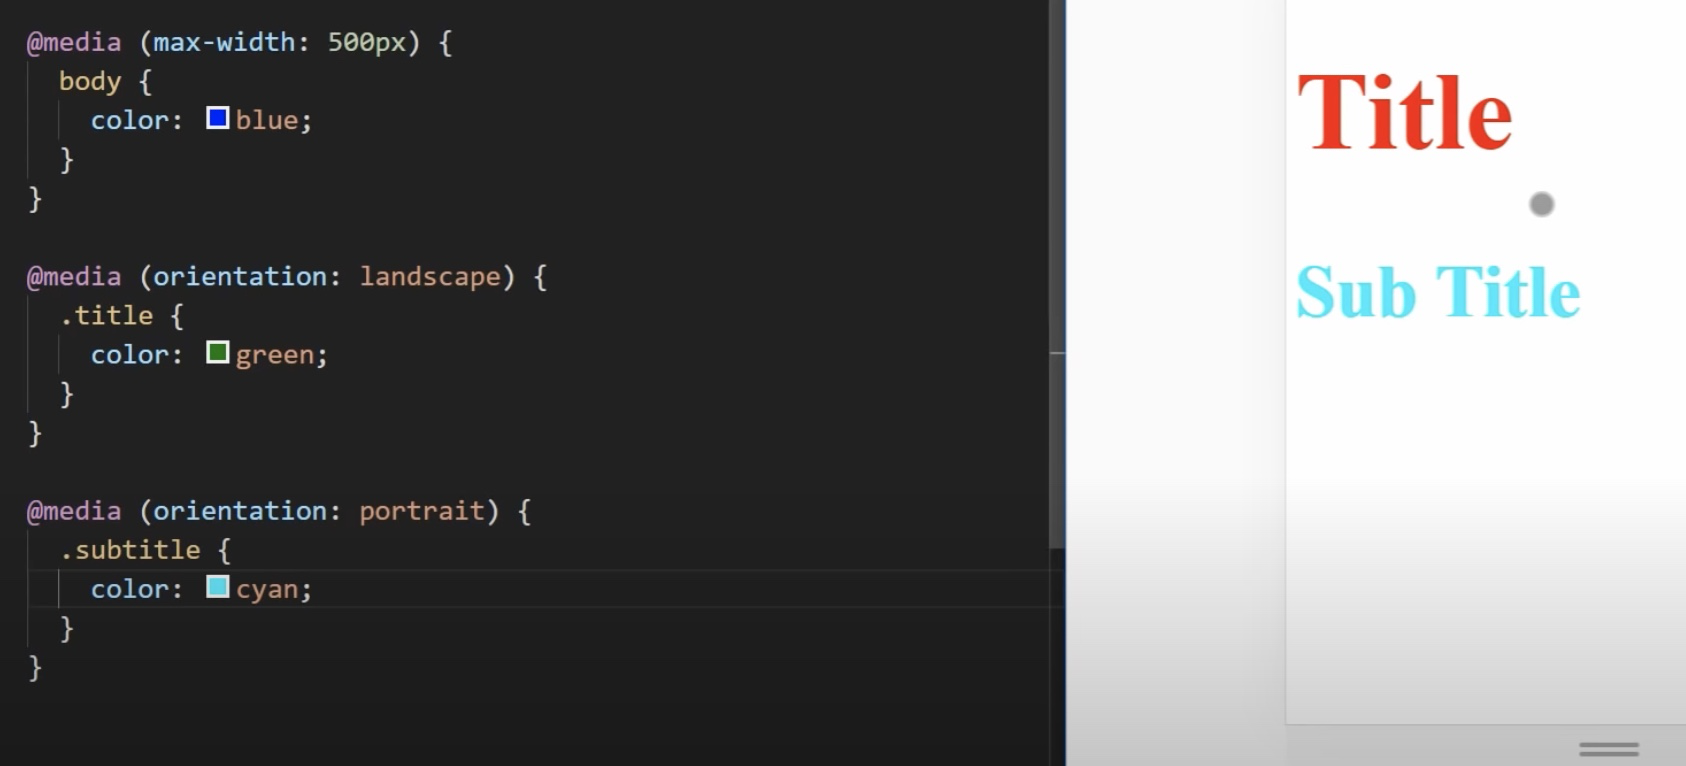 @media (max-width: 500px) {
  body {
    color: blue;
  }
}

@media (orientation: landscape) {
  .title {
    color: green;
  }
}

@media (orientation: portrait) {
  .subtitle {
    color: cyan;
  }
}
Title
Sub Title